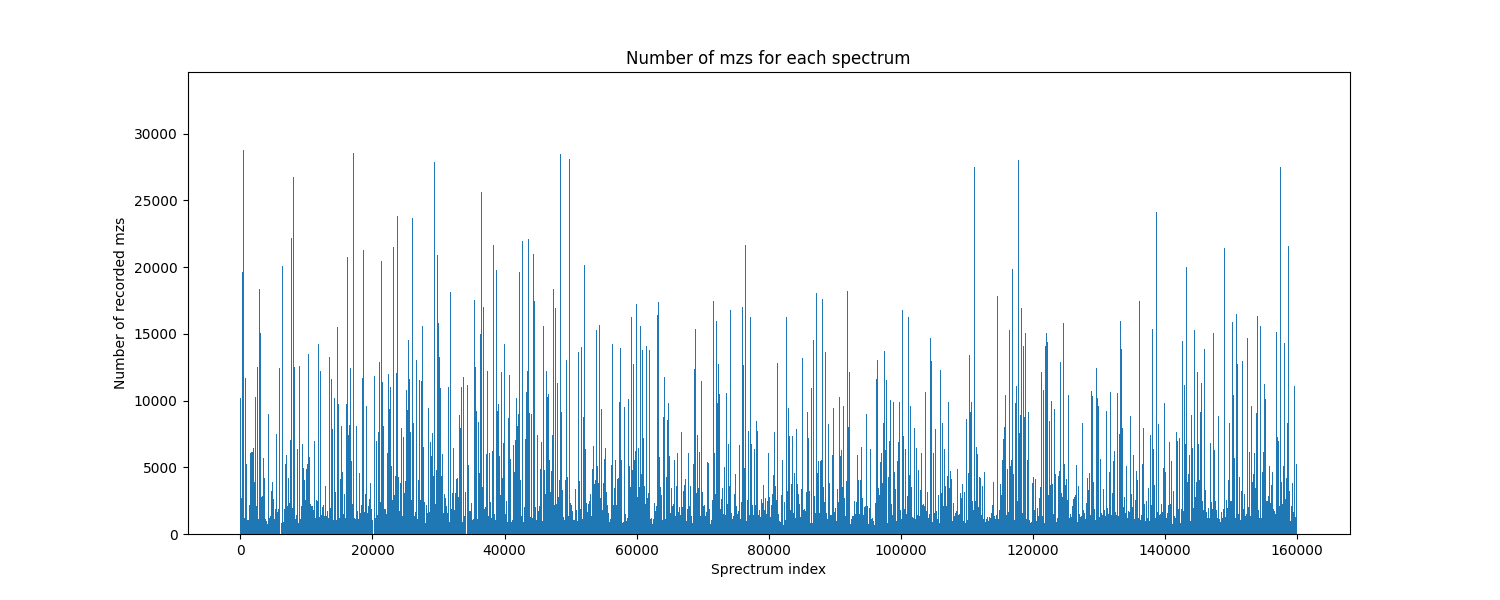 Number of mzs for each spectrum
Number of recorded mzs
30000
25000
20000
15000
10000
5000
0
0 20000 40000 60000 80000 100000 120000 140000 160000
Sprectrum index